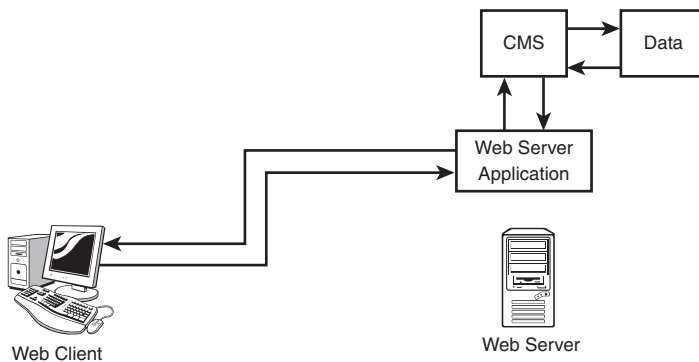 CMS
Data
Web Server
Application
Web Client
Web Server